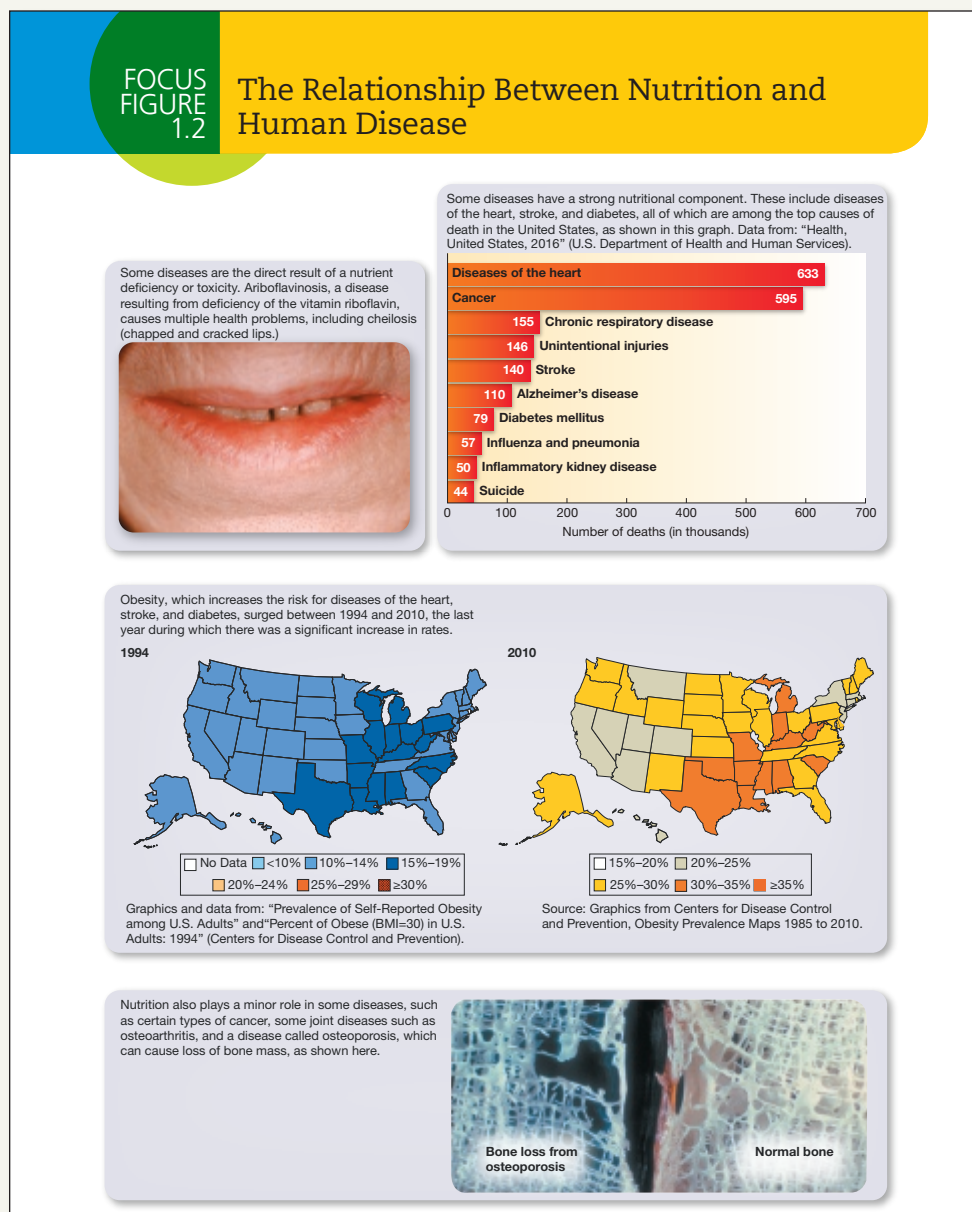 FOCUS
FIGURE
1.2
The Relationship Between Nutrition and
Human Disease
Some diseases are the direct result of a nutrient
deficiency or toxicity. Ariboflavinosis, a disease
resulting from deficiency of the vitamin riboflavin,
causes multiple health problems, including cheilosis
(chapped and cracked lips.)
Some diseases have a strong nutritional component. These include diseases
of the heart, stroke, and diabetes, all of which are among the top causes of
death in the United States, as shown in this graph. Data from: “Health,
United States, 2016” (U.S. Department of Health and Human Services).
Diseases of the heart 633
Cancer 595
155 Chronic respiratory disease
146 Unintentional injuries
140 Stroke
110 Alzheimer’s disease
79 Diabetes mellitus
57 Influenza and pneumonia
50 Inflammatory kidney disease
44 Suicide
0 100 200 300 400 500 600 700
Number of deaths (in thousands)
Obesity, which increases the risk for diseases of the heart,
stroke, and diabetes, surged between 1994 and 2010, the last
year during which there was a significant increase in rates.
1994
No Data <10% 10%–14% 15%–19%
20%–24% 25%–29% ≥30%
Graphics and data from: “Prevalence of Self-Reported Obesity
among U.S. Adults” and“Percent of Obese (BMI=30) in U.S.
Adults: 1994” (Centers for Disease Control and Prevention).
2010
15%–20% 20%–25%
25%–30% 30%–35% ≥35%
Source: Graphics from Centers for Disease Control
and Prevention, Obesity Prevalence Maps 1985 to 2010.
Nutrition also plays a minor role in some diseases, such
as certain types of cancer, some joint diseases such as
osteoarthritis, and a disease called osteoporosis, which
can cause loss of bone mass, as shown here.
Bone loss from
osteoporosis
Normal bone